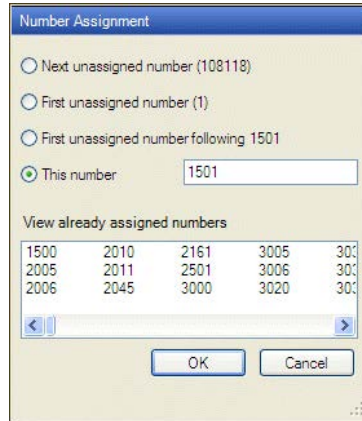 Number Assignment
Next unassigned number (108118)
First unassigned number (1)
First unassigned number following 1501
This number 1501
View already assigned numbers
1500 2010 2161 3005
2005 2011 2501 3006
2006 2045 3000 3020
OK Cancel